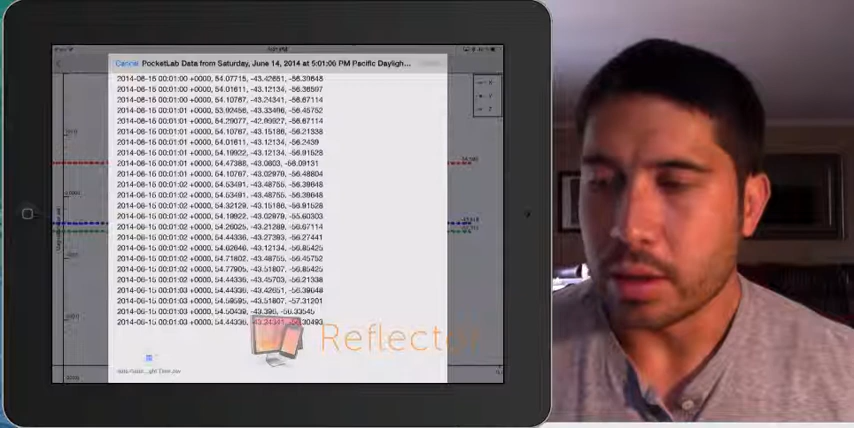 Cancel PocketLab Data from Saturday, June 14, 2014 at 5:01:06 PM Pacific Dayligh...
2014-06-15 00:01:00 +0000, 54.07715, -43.42651, -56.39648
2014-06-15 00:01:00 +0000, 54.01611, -43.12134, -56.36597
2014-06-15 00:01:00 +0000, 54.10767, -43.24341, -56.67114
2014-06-15 00:01:01 +0000, 53.92456, -43.33496, -56.45752
2014-06-15 00:01:01 +0000, 54.29077, -42.99927, -56.67114
2014-06-15 00:01:01 +0000, 54.10767, -43.15186, -56.21338
2014-06-15 00:01:01 +0000, 54.01611, -43.12134, -56.2439
2014-06-15 00:01:01 +0000, 54.19922, -43.12134, -56.91528
2014-06-15 00:01:01 +0000, 54.47388, -43.0603, -56.09131
2014-06-15 00:01:01 +0000, 54.10767, -43.02979, -56.48804
2014-06-15 00:01:02 +0000, 54.53491, -43.48755, -56.39648
2014-06-15 00:01:02 +0000, 54.53491, -43.48755, -56.39648
2014-06-15 00:01:02 +0000, 54.32129, -43.15186, -56.91528
2014-06-15 00:01:02 +0000, 54.19922, -43.02979, -55.60303
2014-06-15 00:01:02 +0000, 54.26025, -43.21289, -56.67114
2014-06-15 00:01:02 +0000, 54.44336, -43.27393, -56.27441
2014-06-15 00:01:02 +0000, 54.62646, -43.12134, -56.85425
2014-06-15 00:01:02 +0000, 54.71802, -43.48755, -56.45752
2014-06-15 00:01:02 +0000, 54.77905, -43.51807, -56.85425
2014-06-15 00:01:02 +0000, 54.44336, -43.45703, -56.21338
2014-06-15 00:01:03 +0000, 54.44336, -43.42651, -56.39648
2014-06-15 00:01:03 +0000, 54.59595, -43.51807, -57.31201
2014-06-15 00:01:03 +0000, 54.50439, -43.396, -56.33545
2014-06-15 00:01:03 +0000, 54.44336, -43.24341, -56.30493
Reflector